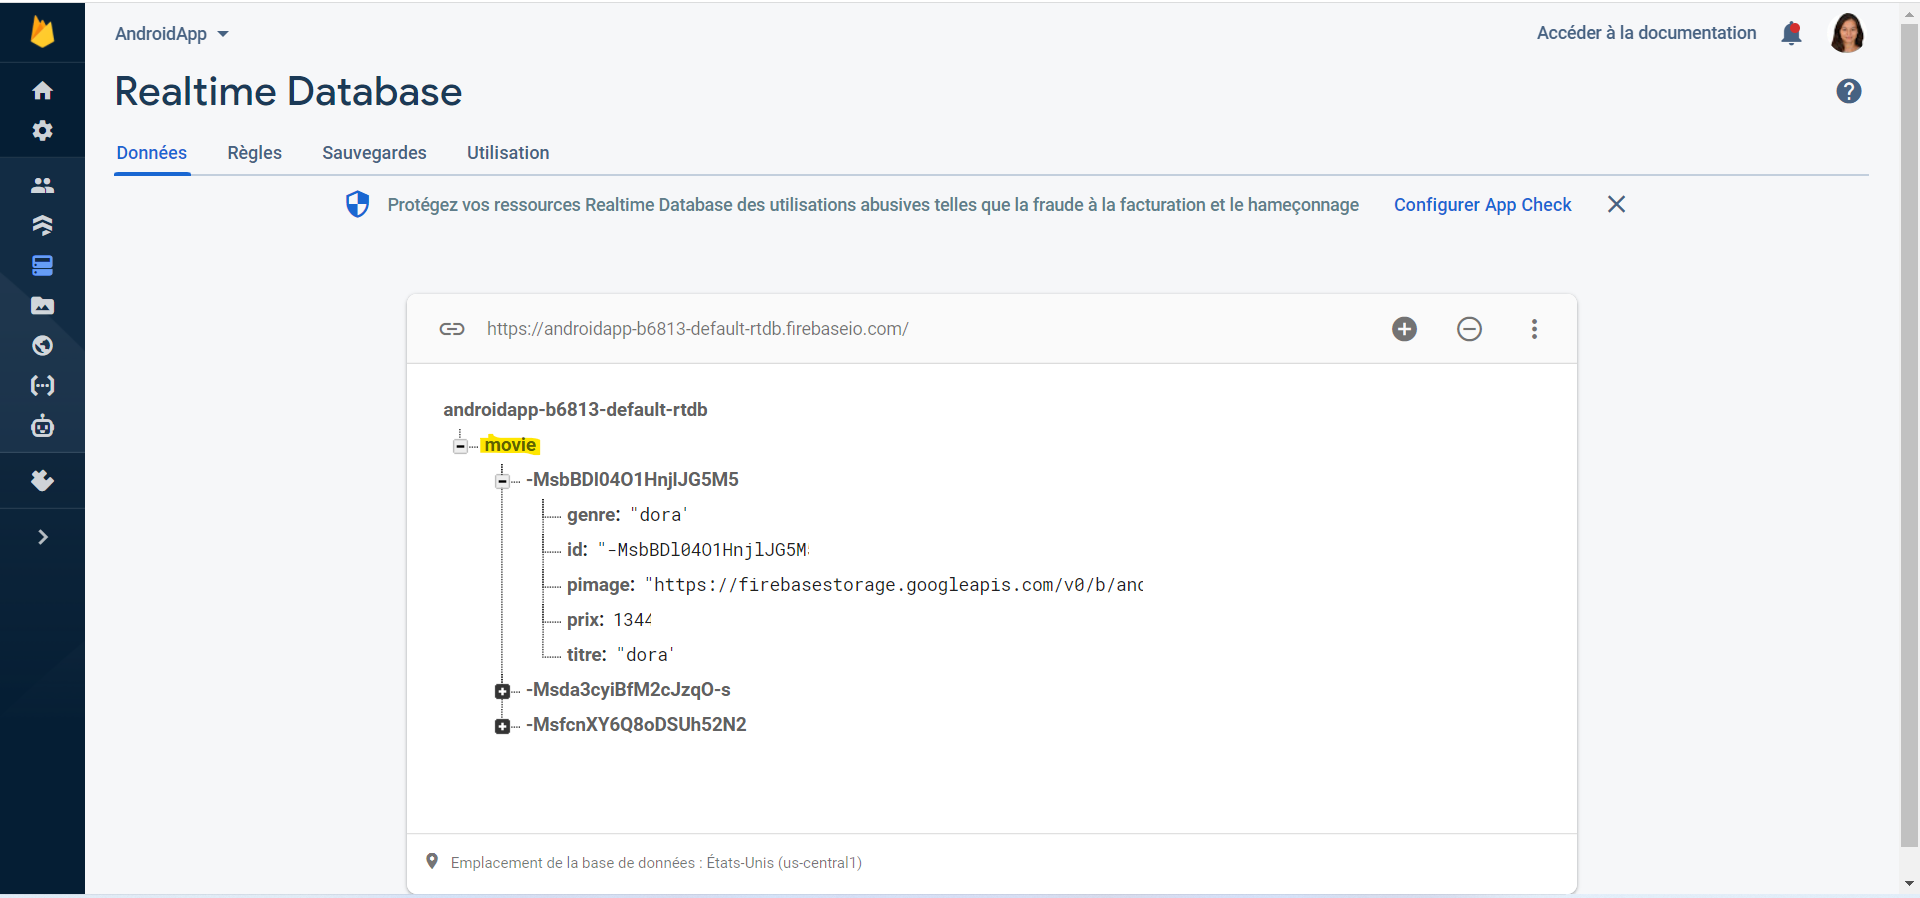 AndroidApp
Accéder à la documentation
Realtime Database
Données Règles Sauvegardes Utilisation
Protégez vos ressources Realtime Database des utilisations abusives telles que la fraude à la facturation et le hameçonnage Configurer App Check
https://androidapp-b6813-default-rtdb.firebaseio.com/
androidapp-b6813-default-rtdb
movie
-MsbBDl04O1HnjlJG5M5
genre: "dora'
id: "-MsbBDl04O1HnjlJG5M
pimage: "https://firebasestorage.googleapis.com/v0/b/and
prix: 1344
titre: "dora'
-Msda3cyiBfM2cJzqO-s
-MsfcnXY6Q8oDSUh52N2
Emplacement de la base de données : États-Unis (us-central1)